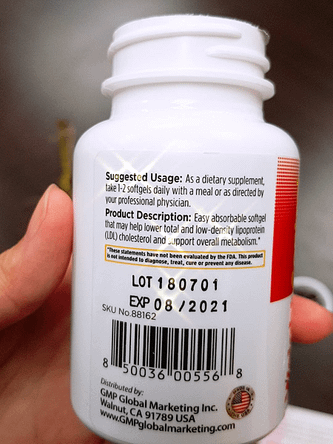 Suggested Usage: As a dietary supplement,
take 1-2 softgels daily with a meal or as directed by
your professional physician.
Product Description: Easy absorbable softgel
that may help lower total and low-density lipoprotein
(LDL) cholesterol and support overall metabolism.*
*These statements have not been evaluated by the FDA. This product
is not intended to diagnose, treat, cure or prevent any disease.
LOT 180701
EXP 08/2021
SKU No.88162
8 50036 00556 8
Distributed by:
GMP Global Marketing Inc.
Walnut, CA 91789 USA
www.GMPglobalmarketing.com